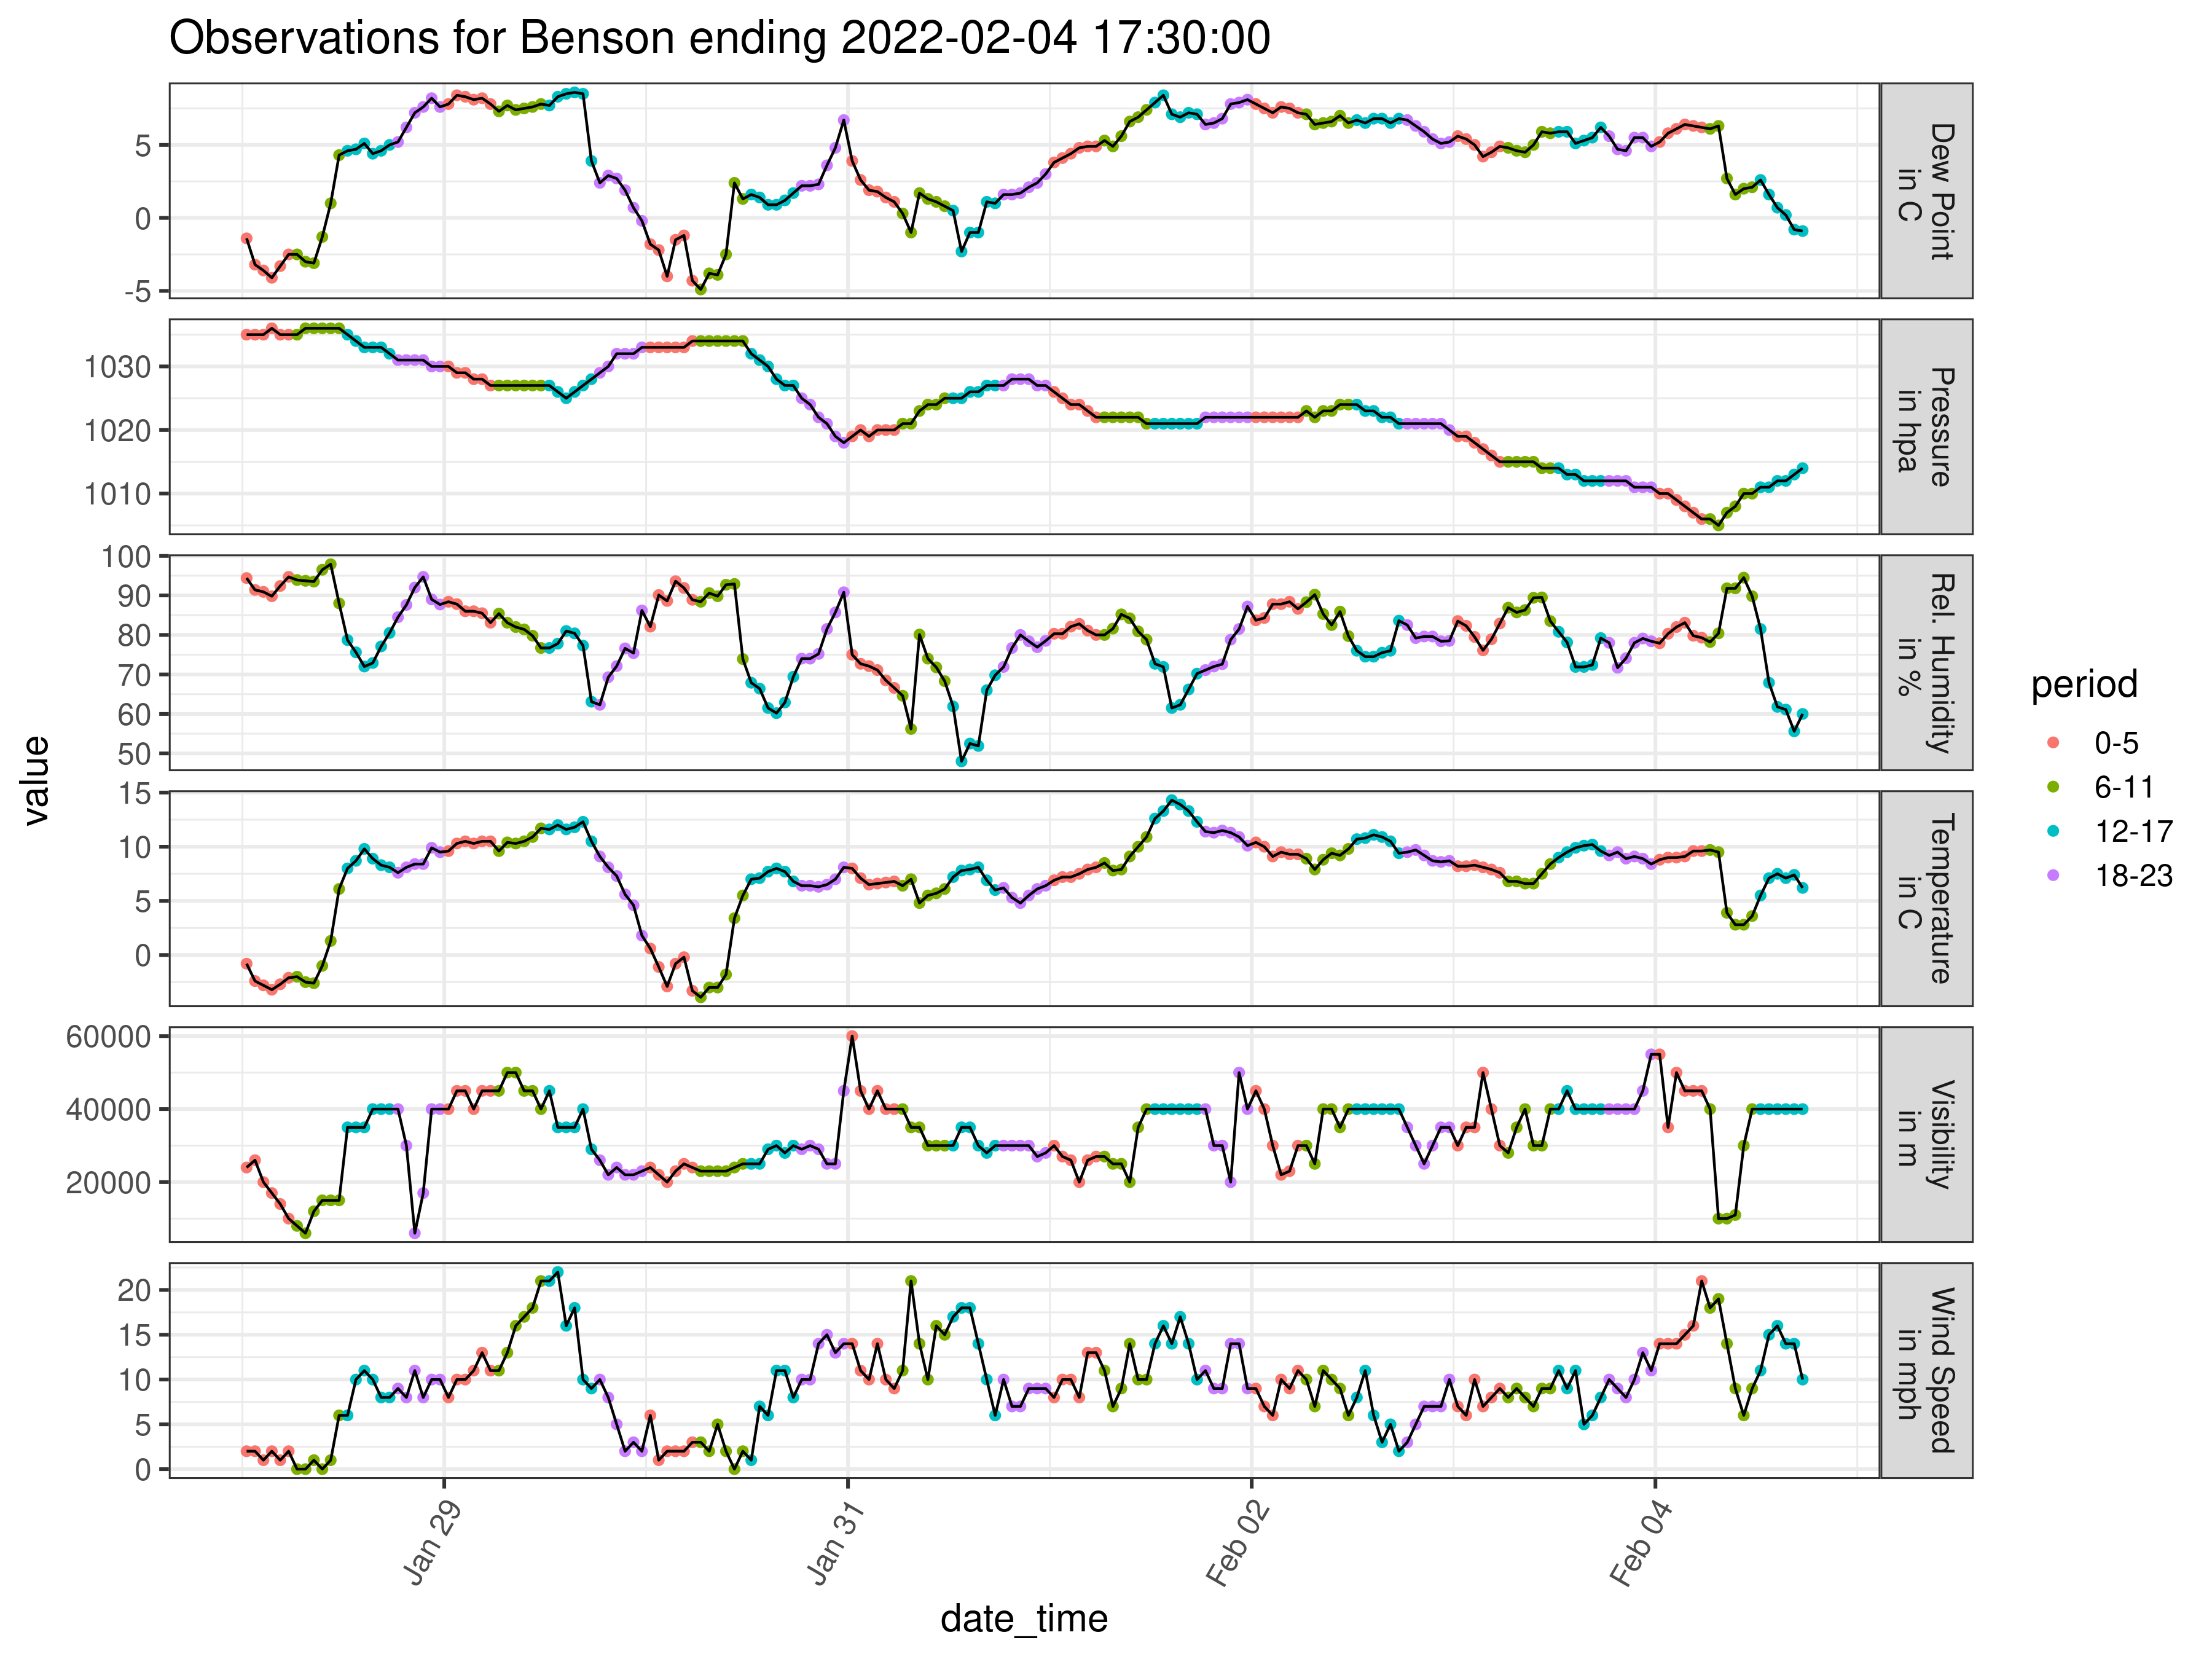 Observations for Benson ending 2022-02-04 17:30:00
value
5
0
-5
Dew Point
in C
1030
1020
1010
Pressure
in hpa
100
90
80
70
60
50
Rel. Humidity
in %
15
10
5
0
Temperature
in C
60000
40000
20000
Visibility
in m
20
15
10
5
0
Wind Speed
in mph
Jan 29
Jan 31
Feb 02
Feb 04
date_time
period
0-5
6-11
12-17
18-23